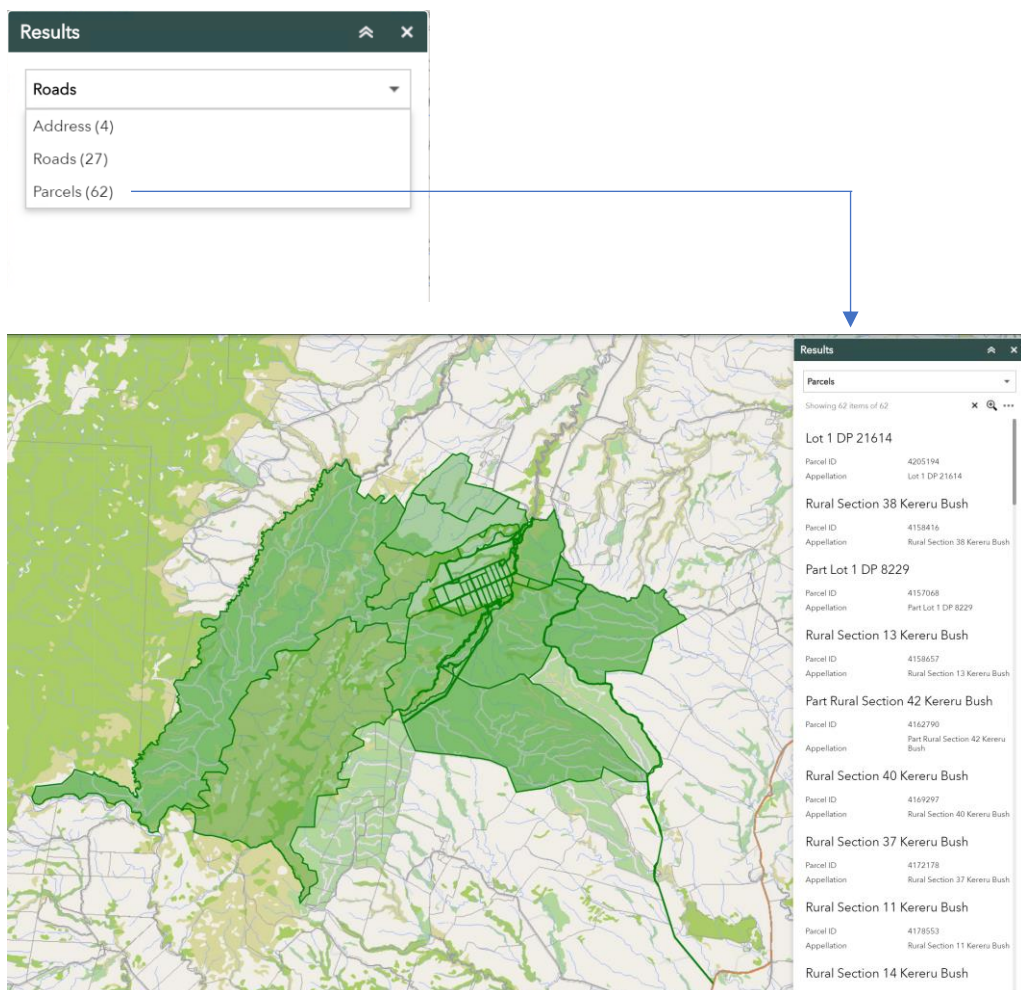 Results
Roads
Address (4)
Roads (27)
Parcels (62)
Results
Parcels
Showing 62 items of 62
Lot 1 DP 21614
Parcel ID 4205194
Appellation Lot 1 DP 21614
Rural Section 38 Kereru Bush
Parcel ID 4158416
Appellation Rural Section 38 Kereru Bush
Part Lot 1 DP 8229
Parcel ID 4157068
Appellation Part Lot 1 DP 8229
Rural Section 13 Kereru Bush
Parcel ID 4158657
Appellation Rural Section 13 Kereru Bush
Part Rural Section 42 Kereru Bush
Parcel ID 4162790
Appellation Part Rural Section 42 Kereru
Bush
Rural Section 40 Kereru Bush
Parcel ID 4169297
Appellation Rural Section 40 Kereru Bush
Rural Section 37 Kereru Bush
Parcel ID 4172178
Appellation Rural Section 37 Kereru Bush
Rural Section 11 Kereru Bush
Parcel ID 4178553
Appellation Rural Section 11 Kereru Bush
Rural Section 14 Kereru Bush